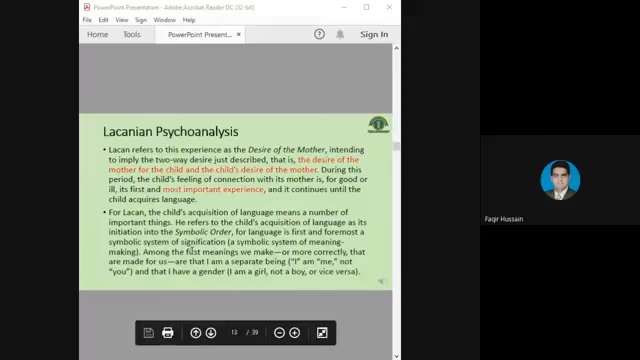 PowerPoint Presentation - Adobe Acrobat Reader DC (32-bit)
File Edit View Sign Window Help
Home Tools PowerPoint Present... × Sign In
Lacanian Psychoanalysis
• Lacan refers to this experience as the Desire of the Mother, intending
to imply the two-way desire just described, that is, the desire of the
mother for the child and the child's desire of the mother. During this
period, the child's feeling of connection with its mother is, for good or
ill, its first and most important experience, and it continues until the
child acquires language.
• For Lacan, the child's acquisition of language means a number of
important things. He refers to the child's acquisition of language as its
initiation into the Symbolic Order, for language is first and foremost a
symbolic system of signification (a symbolic system of meaning-
making). Among the first meanings we make—or more correctly, that
are made for us—are that I am a separate being ("I" am "me," not
"you") and that I have a gender (I am a girl, not a boy, or vice versa).
13 / 39
Faqir Hussain